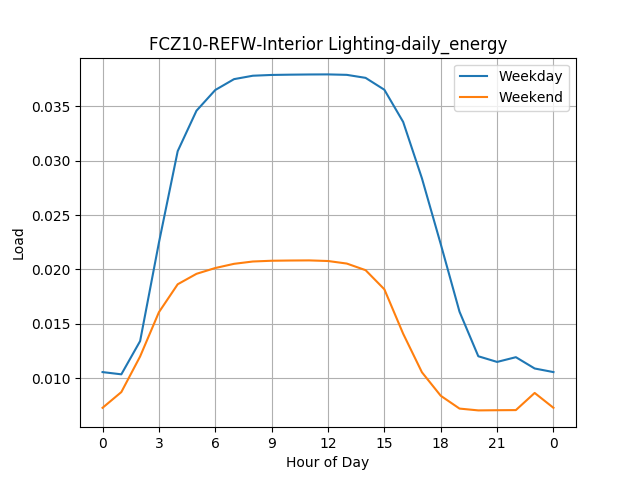 FCZ10-REFW-Interior Lighting-daily_energy
Weekday
Weekend
0.035
0.030
0.025
0.020
0.015
0.010
Load
0 3 6 9 12 15 18 21 0
Hour of Day